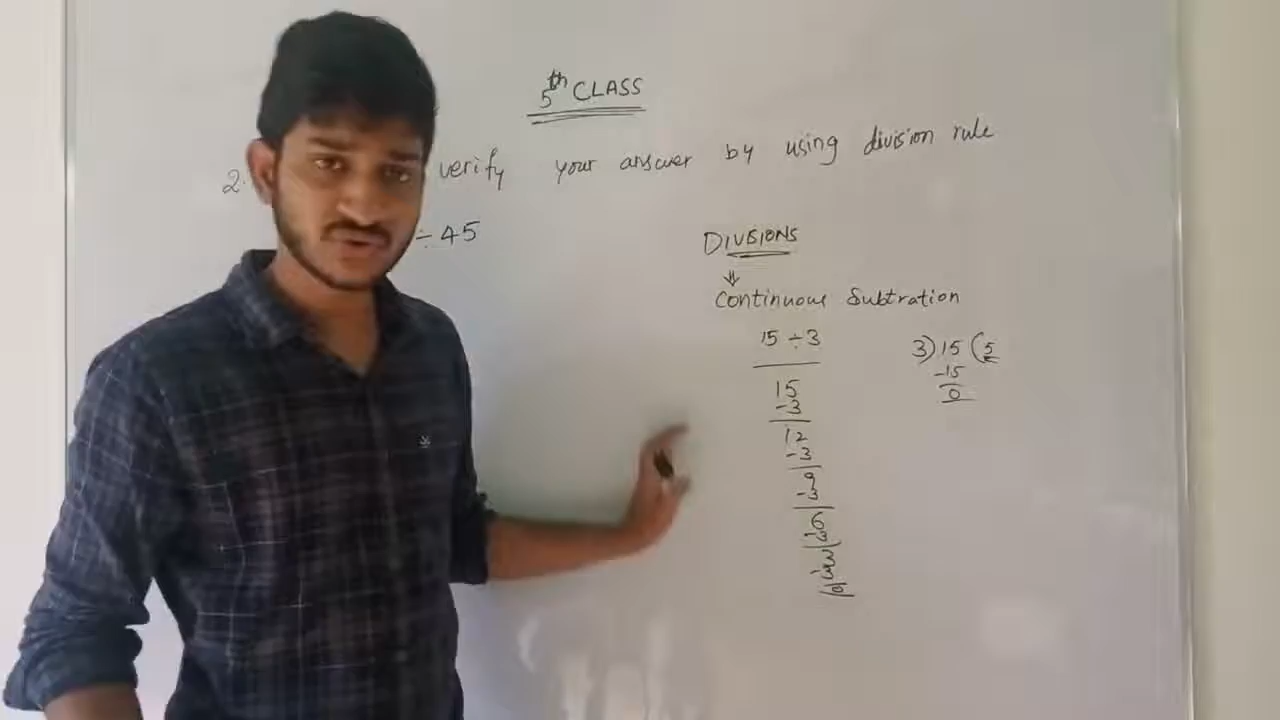 5th CLASS
2. verify your answer by using division rule
÷ 45
DIVISIONS
⇓
Continuous Subtration
15 ÷ 3
15
-3
12
-3
9
-3
6
-3
3
-3
0
3) 15 (5
-15
0